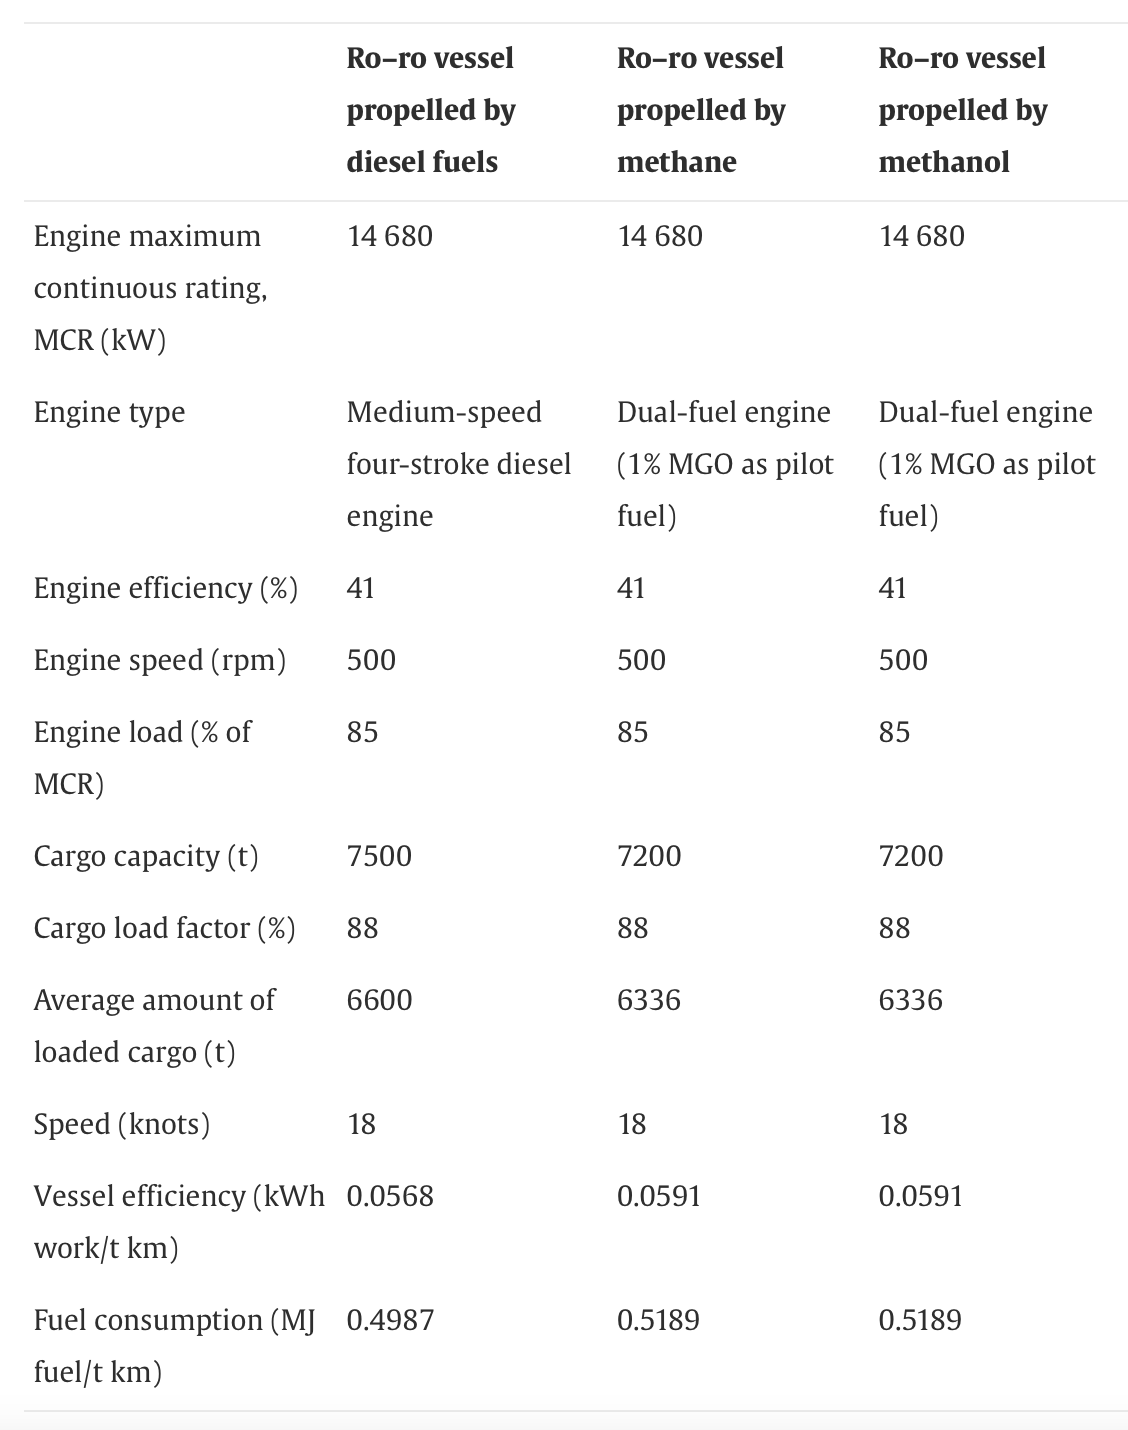 Ro–ro vessel propelled by diesel fuels Ro–ro vessel propelled by methane Ro–ro vessel propelled by methanol
Engine maximum continuous rating, MCR (kW) 14 680 14 680 14 680
Engine type Medium-speed four-stroke diesel engine Dual-fuel engine (1% MGO as pilot fuel) Dual-fuel engine (1% MGO as pilot fuel)
Engine efficiency (%) 41 41 41
Engine speed (rpm) 500 500 500
Engine load (% of MCR) 85 85 85
Cargo capacity (t) 7500 7200 7200
Cargo load factor (%) 88 88 88
Average amount of loaded cargo (t) 6600 6336 6336
Speed (knots) 18 18 18
Vessel efficiency (kWh work/t km) 0.0568 0.0591 0.0591
Fuel consumption (MJ fuel/t km) 0.4987 0.5189 0.5189